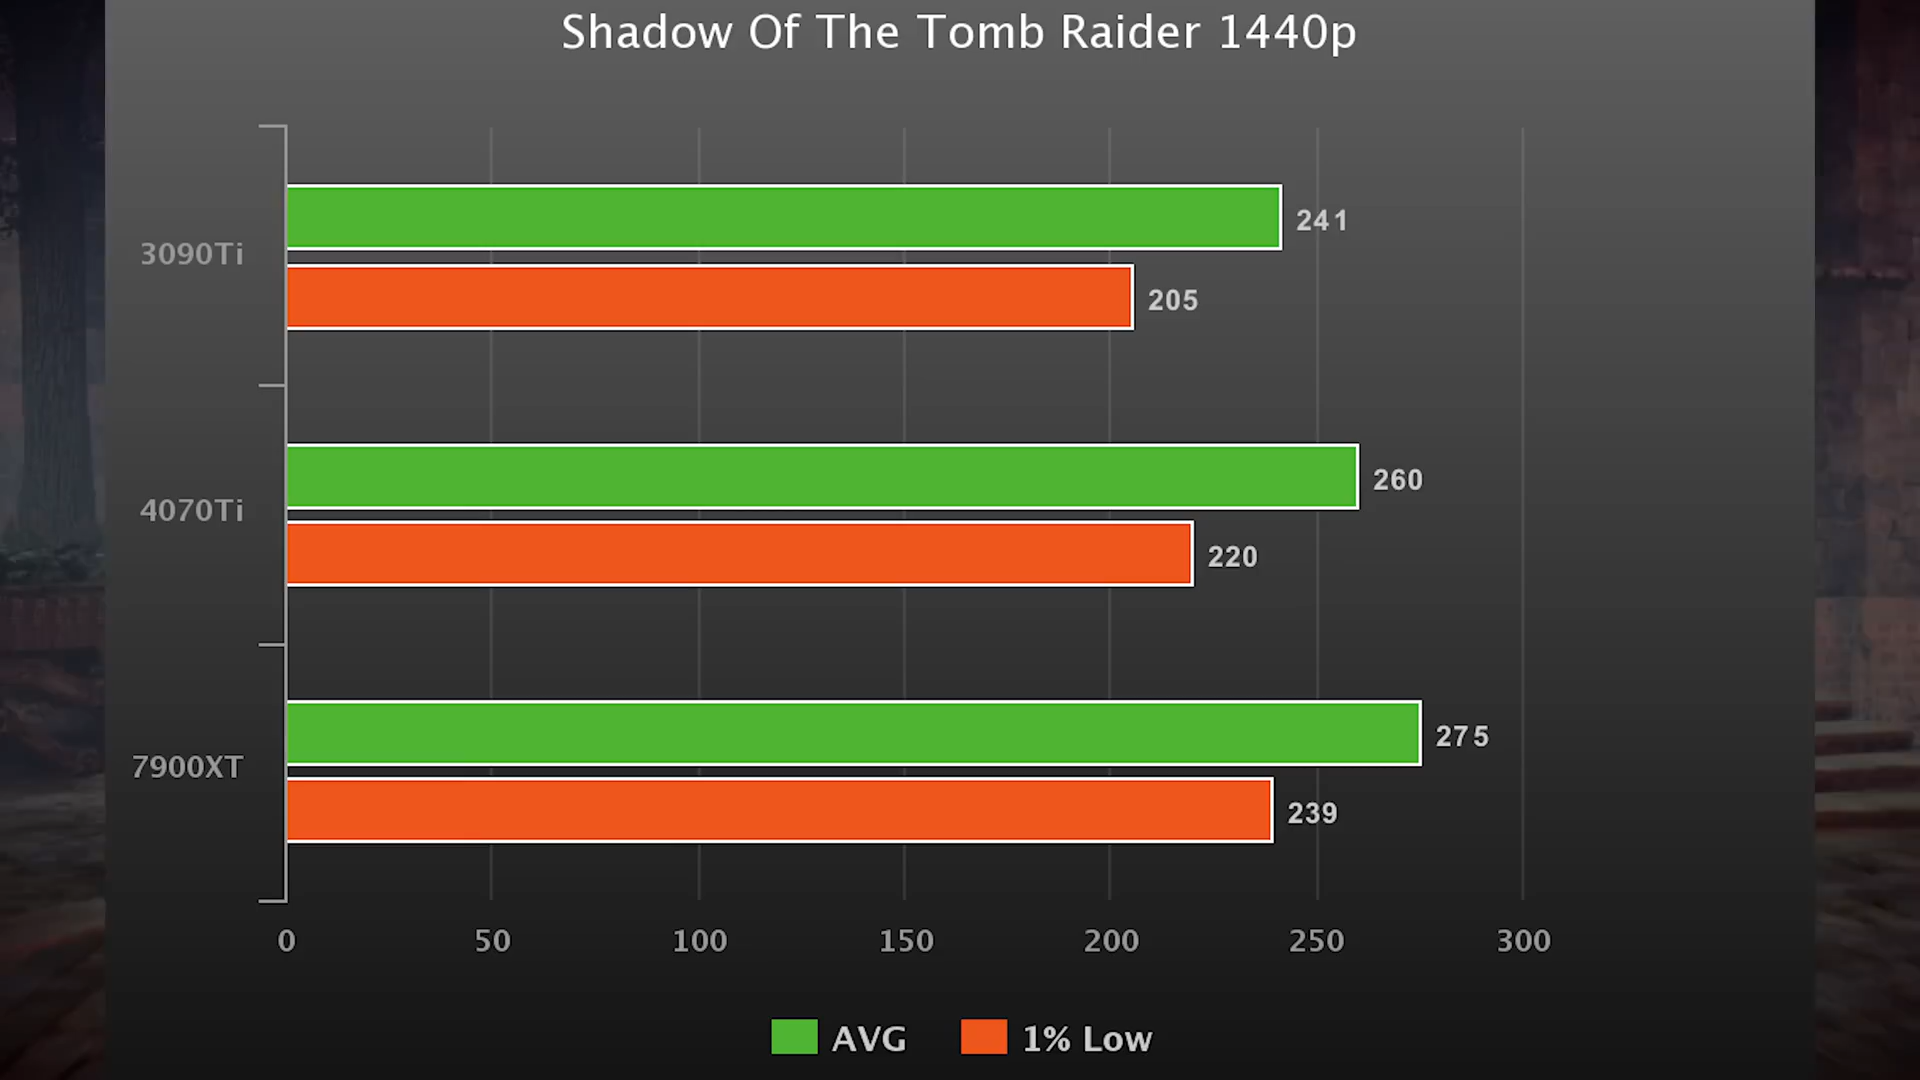 Shadow Of The Tomb Raider 1440p
3090Ti
241
205
4070Ti
260
220
7900XT
275
239
0 50 100 150 200 250 300
AVG 1% Low